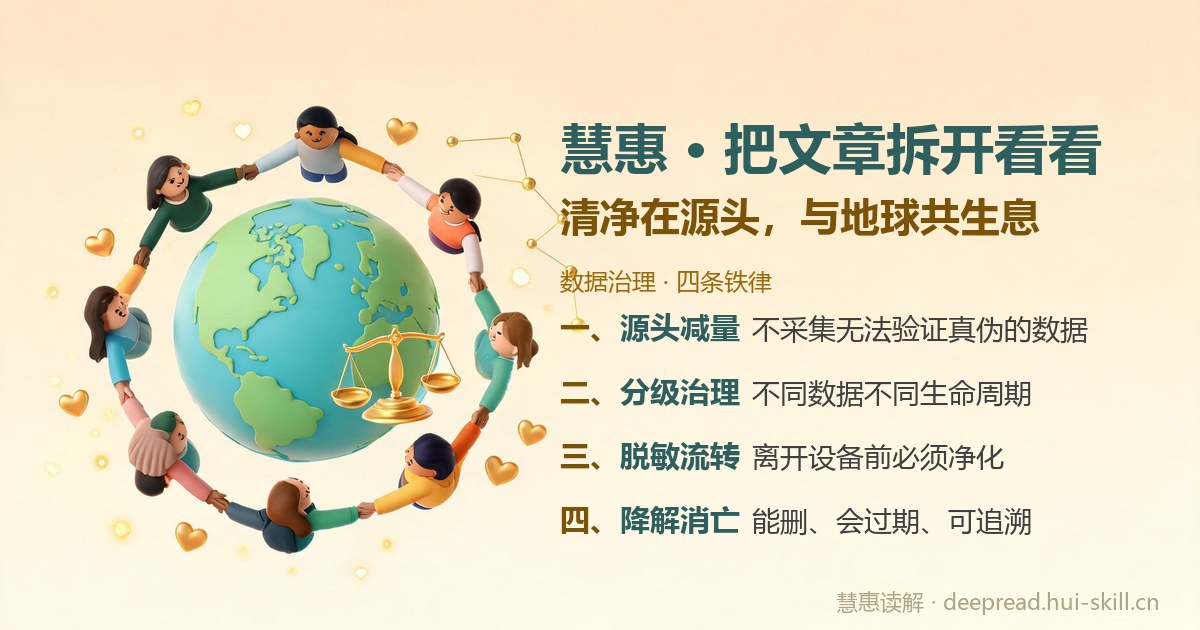 慧惠·把文章拆开看看
清净在源头，与地球共生息
数据治理·四条铁律
一、源头减量 不采集无法验证真伪的数据
二、分级治理 不同数据不同生命周期
三、脱敏流转 离开设备前必须净化
四、降解消亡 能删、会过期、可追溯
慧惠读解·deepread.hui-skill.cn